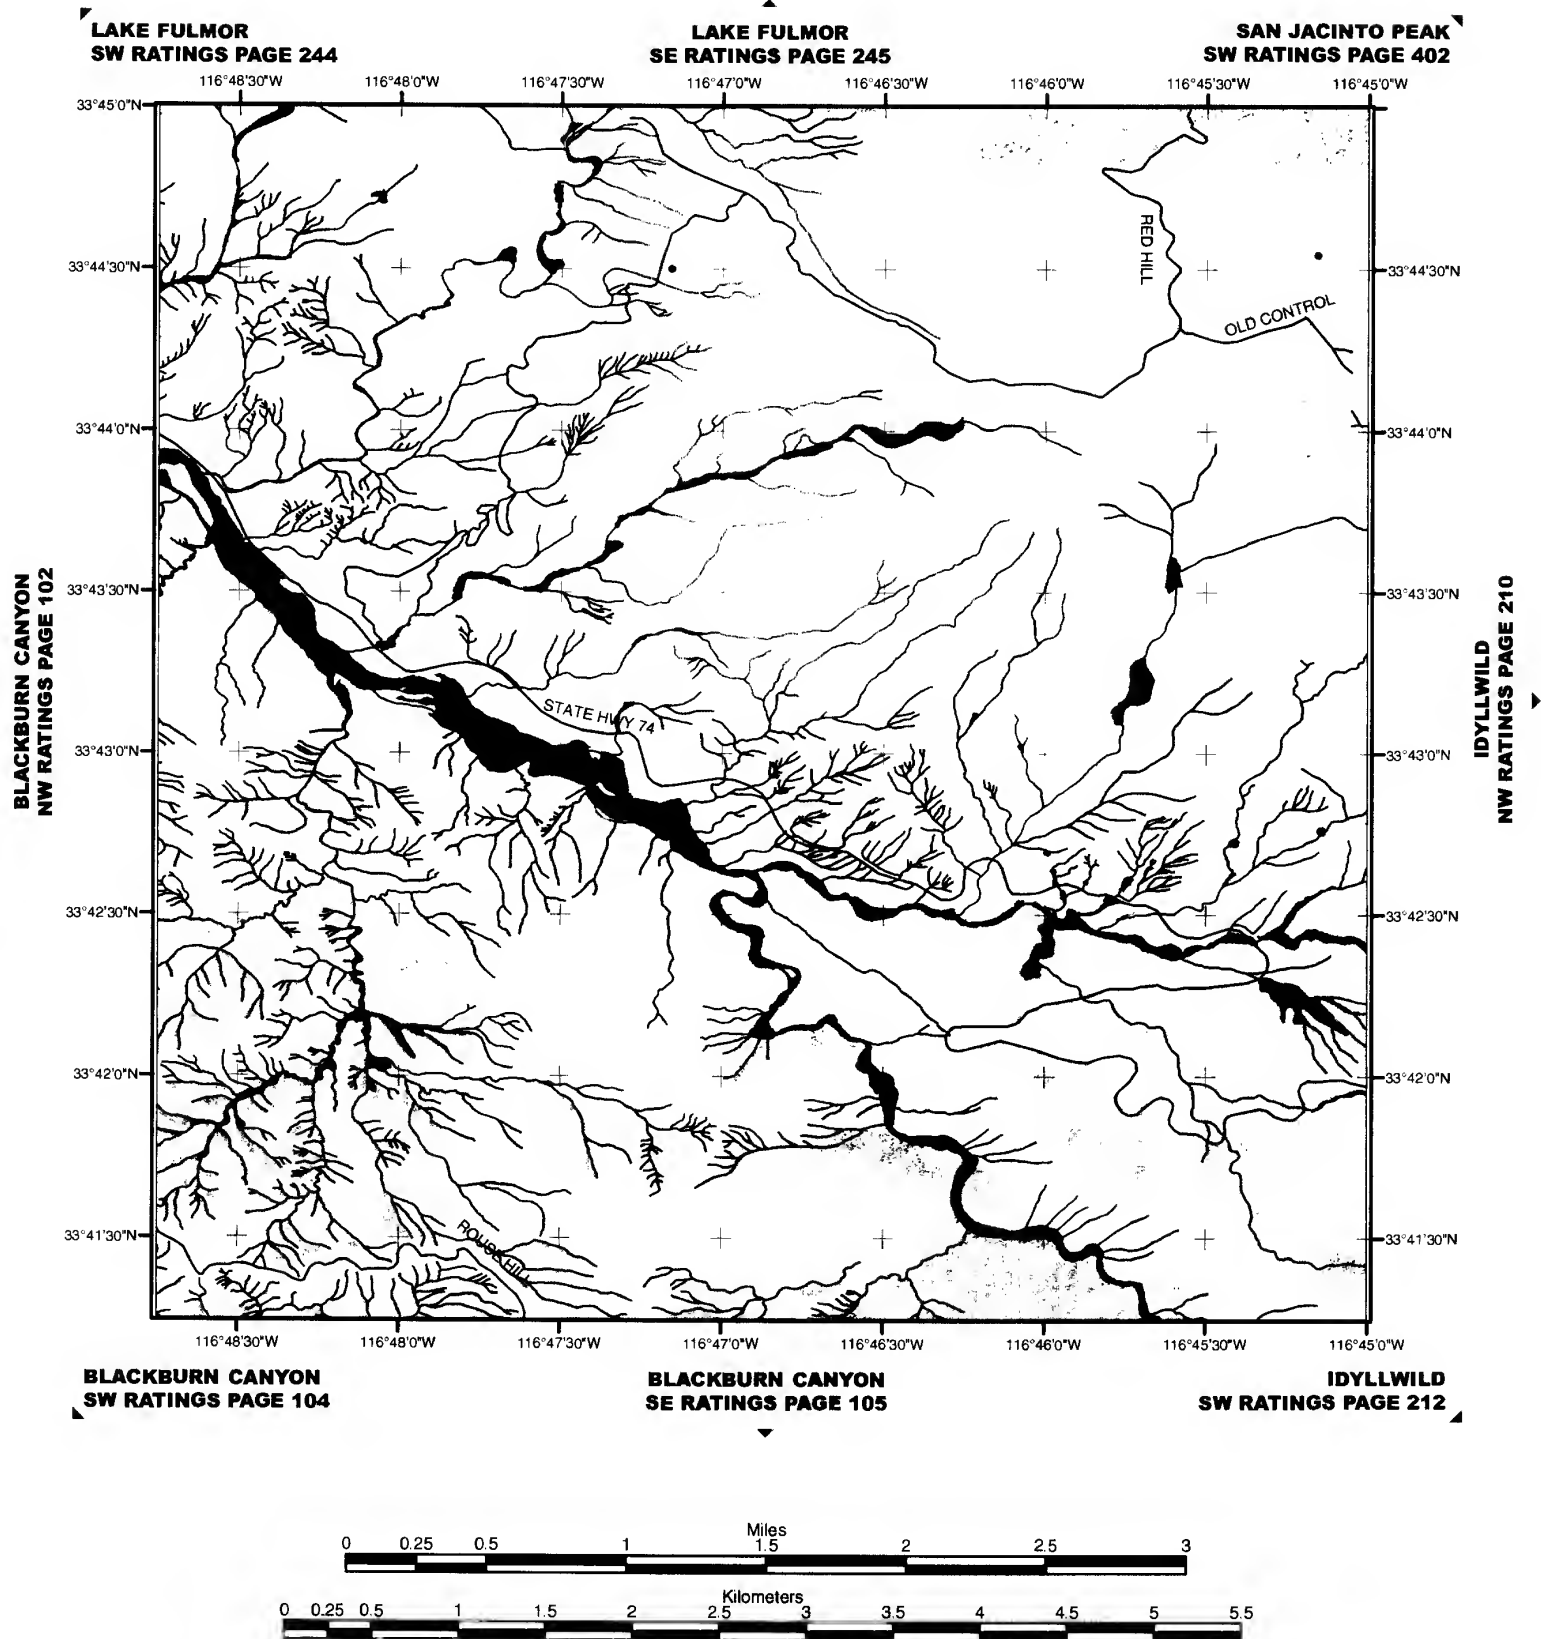 LAKE FULMOR
SW RATINGS PAGE 244
LAKE FULMOR
SE RATINGS PAGE 245
SAN JACINTO PEAK
SW RATINGS PAGE 402
116°48'30"W
116°48'0"W
116°47'30"W
116°47'0"W
116°46'30"W
116°46'0"W
116°45'30"W
116°45'0"W
33°45'0"N
33°44'30"N
33°44'0"N
33°43'30"N
33°43'0"N
33°42'30"N
33°42'0"N
33°41'30"N
BLACKBURN CANYON
NW RATINGS PAGE 102
RED HILL
OLD CONTROL
STATE HWY 74
ROUSE HILL
33°44'30"N
33°44'0"N
33°43'30"N
33°43'0"N
33°42'30"N
33°42'0"N
33°41'30"N
IDYLLWILD
NW RATINGS PAGE 210
116°48'30"W
116°48'0"W
116°47'30"W
116°47'0"W
116°46'30"W
116°46'0"W
116°45'30"W
116°45'0"W
BLACKBURN CANYON
SW RATINGS PAGE 104
BLACKBURN CANYON
SE RATINGS PAGE 105
IDYLLWILD
SW RATINGS PAGE 212
Miles
0 0.25 0.5 1 1.5 2 2.5 3
Kilometers
0 0.25 0.5 1 1.5 2 2.5 3 3.5 4 4.5 5 5.5